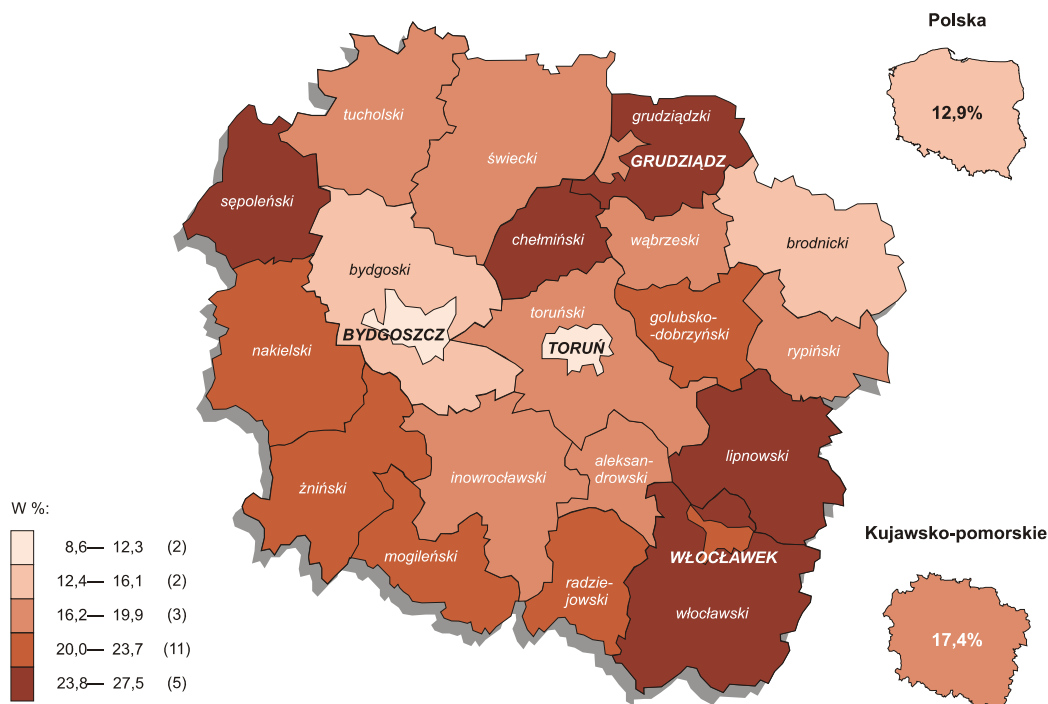 Polska
12,9%
tucholski
grudziądzki
świecki
GRUDZIĄDZ
sępoleński
chełmiński
wąbrzeski
brodnicki
bydgoski
toruński
golubsko-
-dobrzyński
BYDGOSZCZ
TORUŃ
nakielski
rypiński
lipnowski
aleksan-
drowski
inowrocławski
żniński
W %:
8,6— 12,3 (2)
12,4— 16,1 (2)
16,2— 19,9 (3)
20,0— 23,7 (11)
23,8— 27,5 (5)
mogileński
radzie-
jowski
WŁOCŁAWEK
włocławski
Kujawsko-pomorskie
17,4%